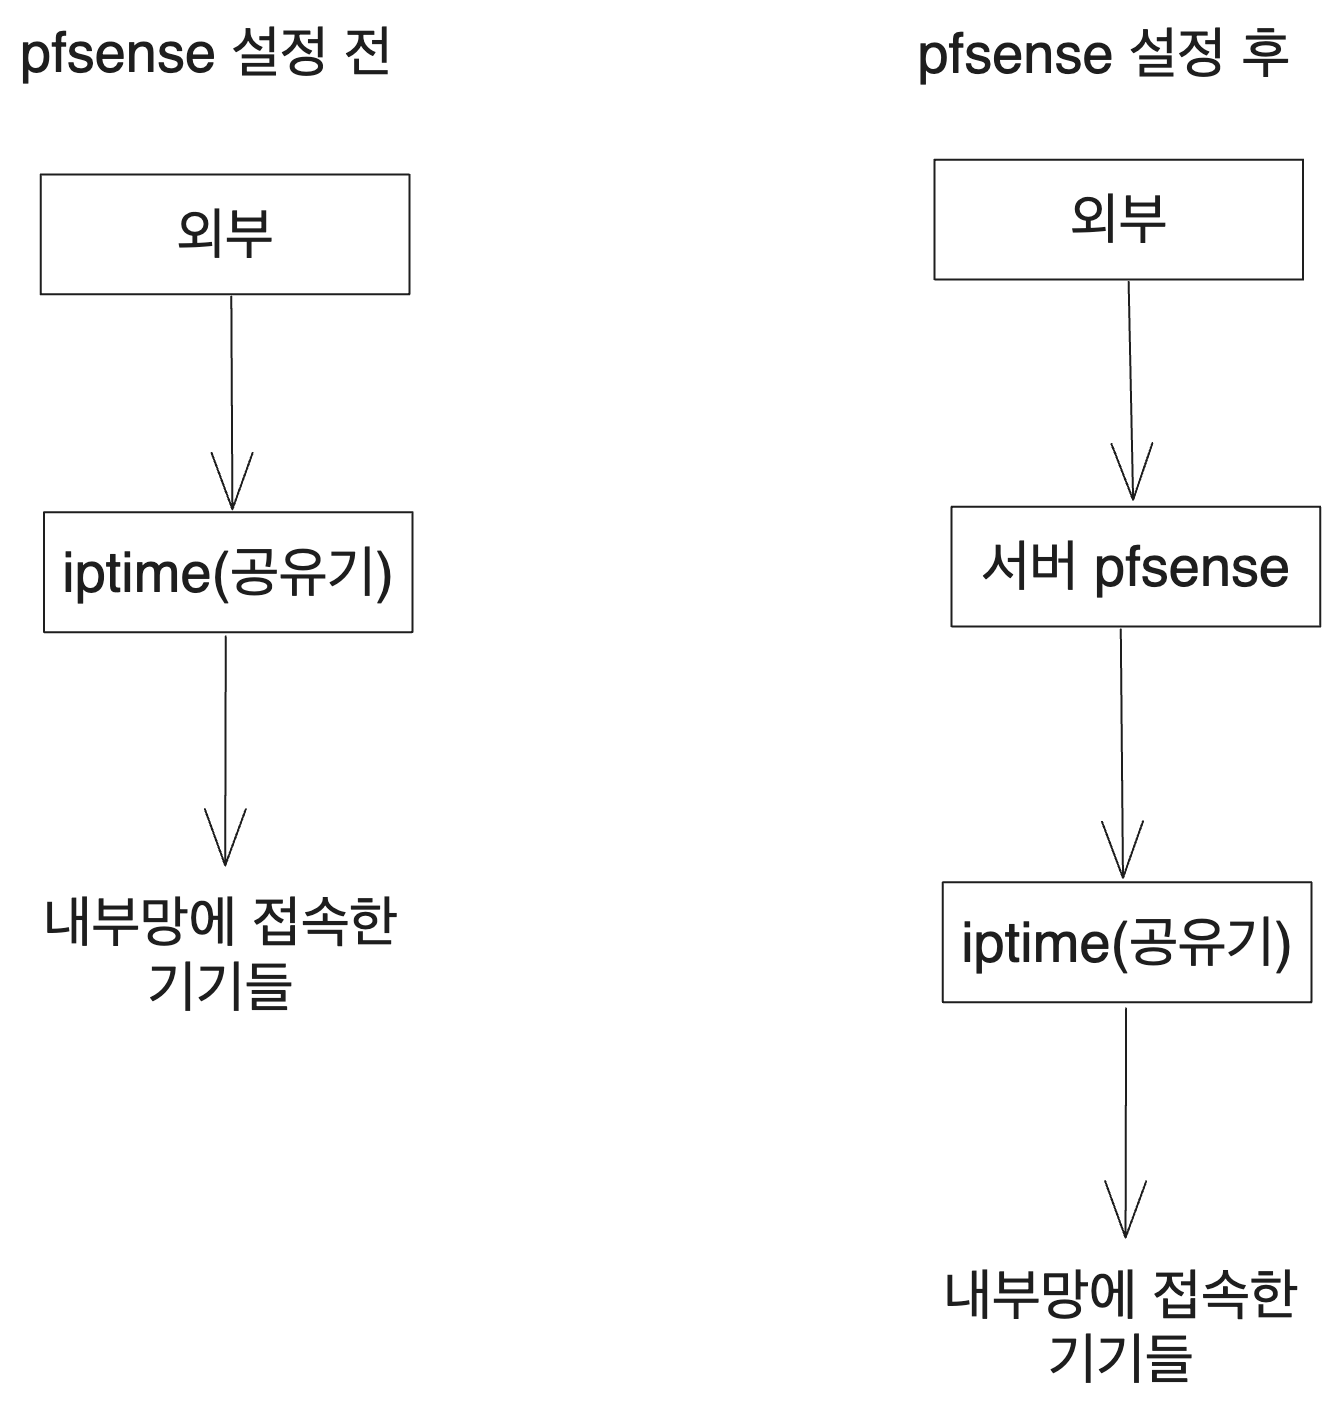 pfsense 설정 전
외부
iptime(공유기)
내부망에 접속한
기기들
pfsense 설정 후
외부
서버 pfsense
iptime(공유기)
내부망에 접속한
기기들